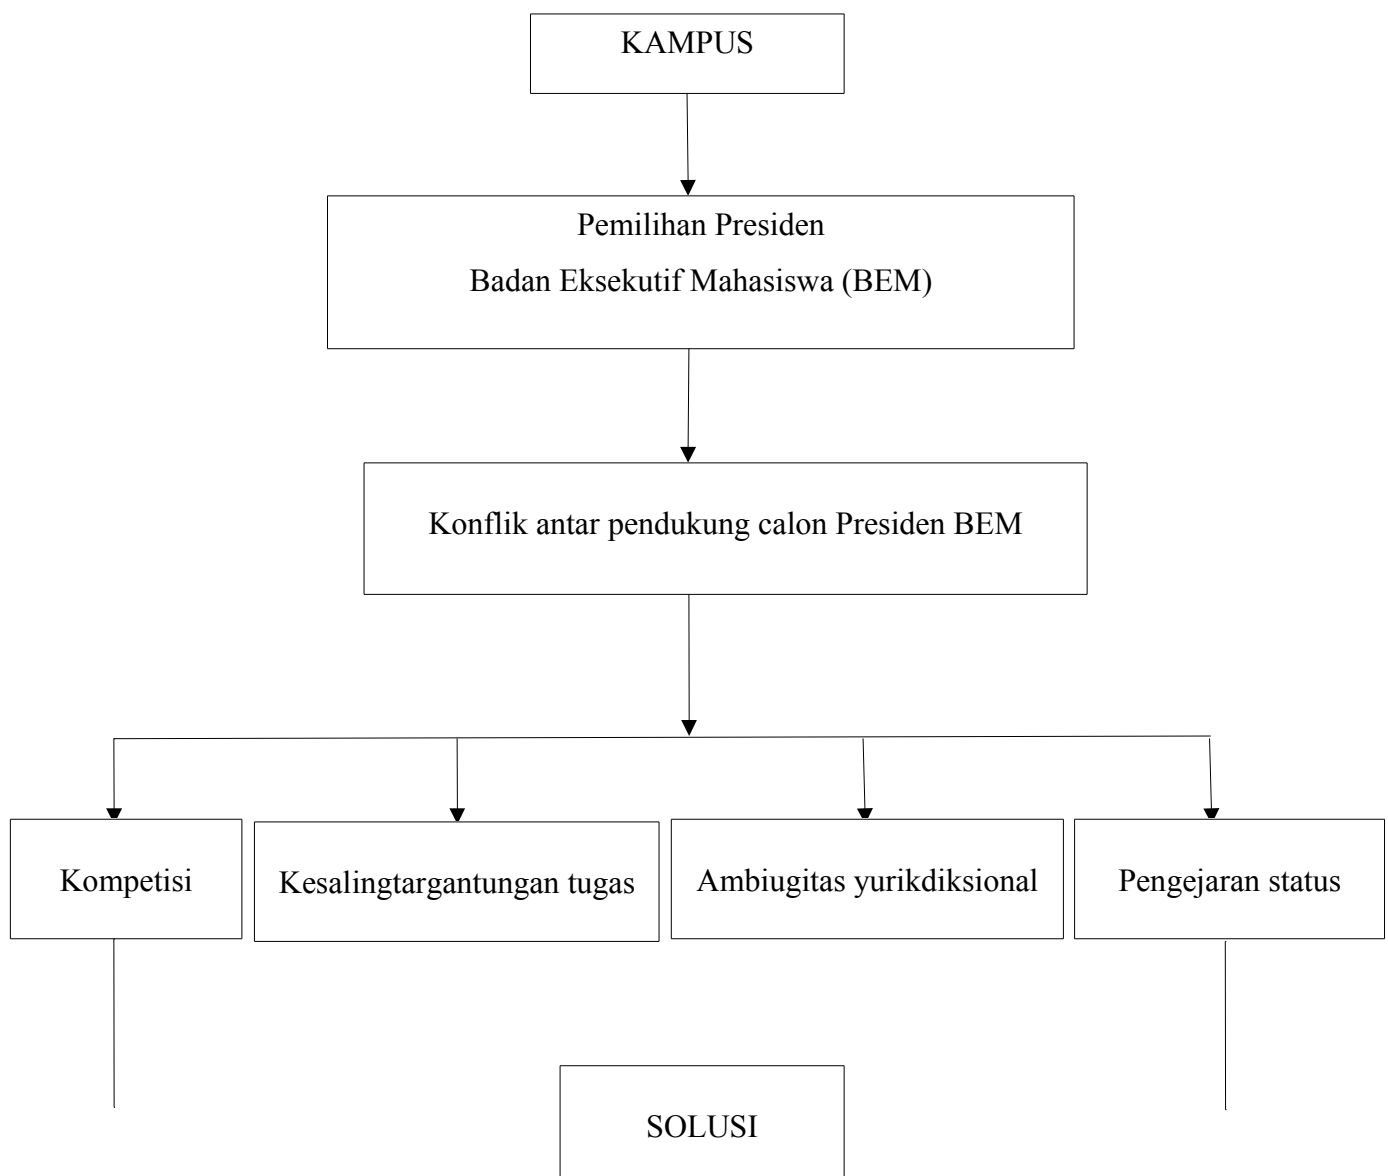 KAMPUS
Pemilihan Presiden
Badan Eksekutif Mahasiswa (BEM)
Konflik antar pendukung calon Presiden BEM
Kompetisi
Kesalingtargantungan tugas
Ambiugitas yurikdiksional
Pengejaran status
SOLUSI